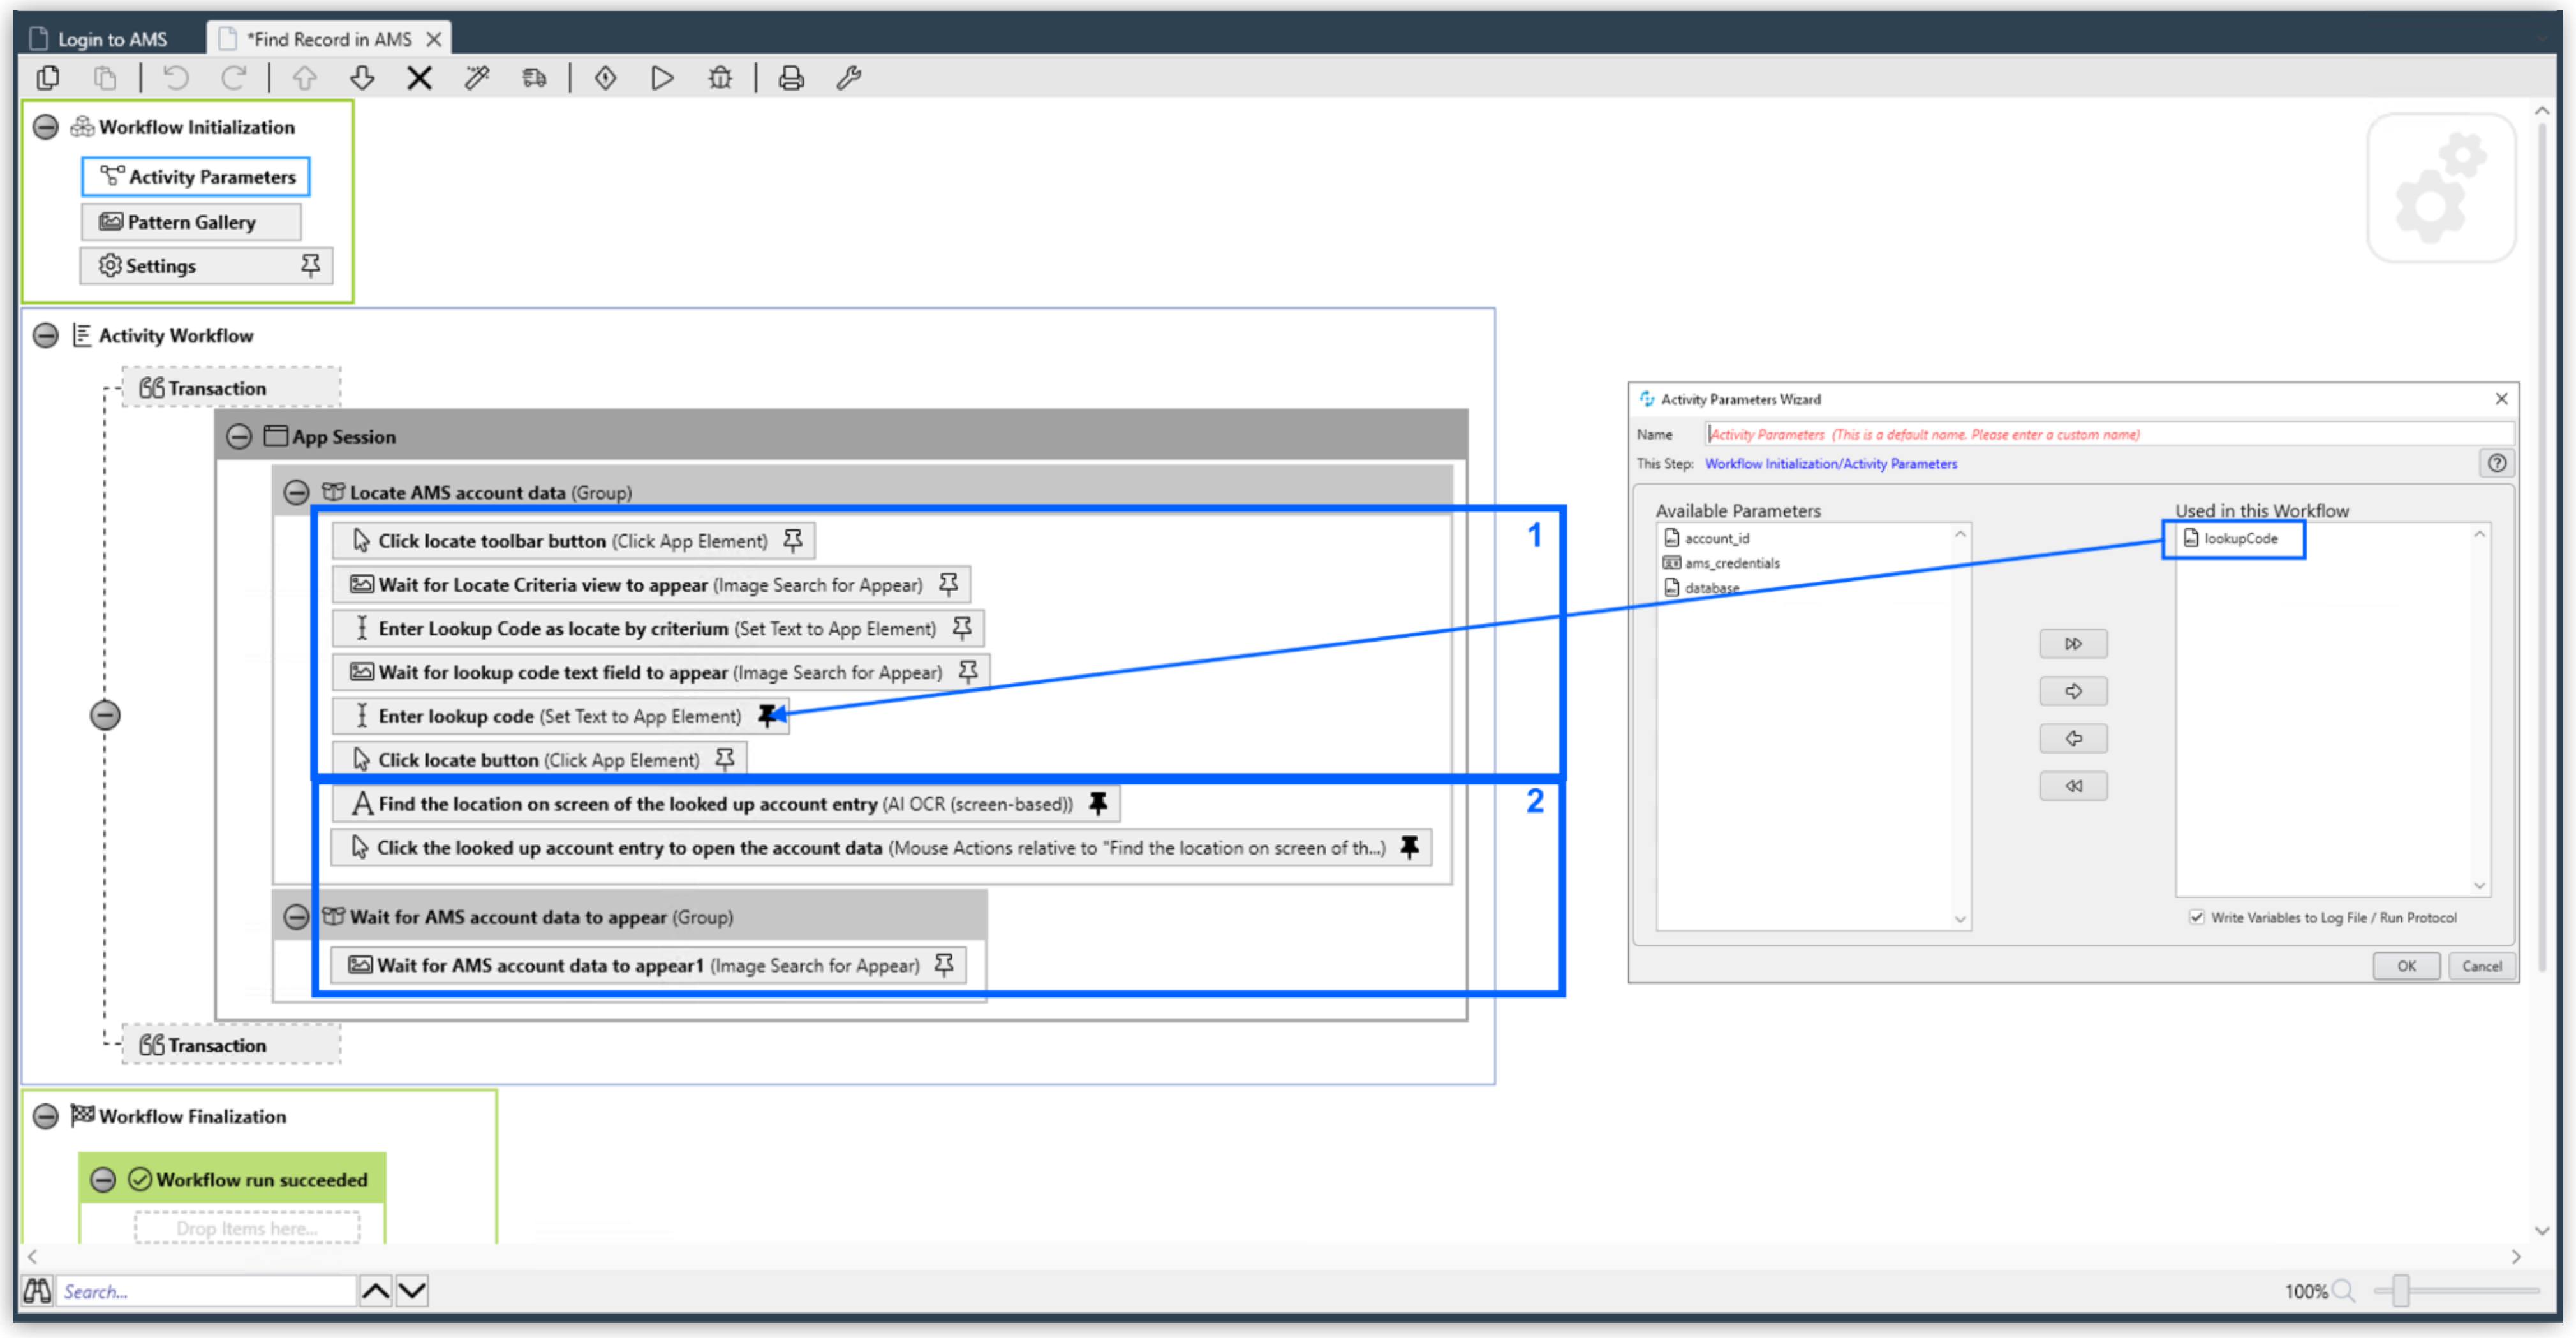 Login to AMS
*Find Record in AMS
Workflow Initialization
Activity Parameters
Pattern Gallery
Settings
Activity Workflow
Transaction
App Session
Locate AMS account data (Group)
1
Click locate toolbar button (Click App Element)
Wait for Locate Criteria view to appear (Image Search for Appear)
Enter Lookup Code as locate by criterium (Set Text to App Element)
Wait for lookup code text field to appear (Image Search for Appear)
Enter lookup code (Set Text to App Element)
Click locate button (Click App Element)
2
Find the location on screen of the looked up account entry (AI OCR (screen-based))
Click the looked up account entry to open the account data (Mouse Actions relative to "Find the location on screen of th...)
Wait for AMS account data to appear (Group)
Wait for AMS account data to appear1 (Image Search for Appear)
Transaction
Workflow Finalization
Workflow run succeeded
Drop Items here...
Activity Parameters Wizard
Name
Activity Parameters (This is a default name. Please enter a custom name)
This Step: Workflow Initialization/Activity Parameters
Available Parameters
account_id
ams_credentials
database
Used in this Workflow
lookupCode
Write Variables to Log File / Run Protocol
OK
Cancel
Search...
100%